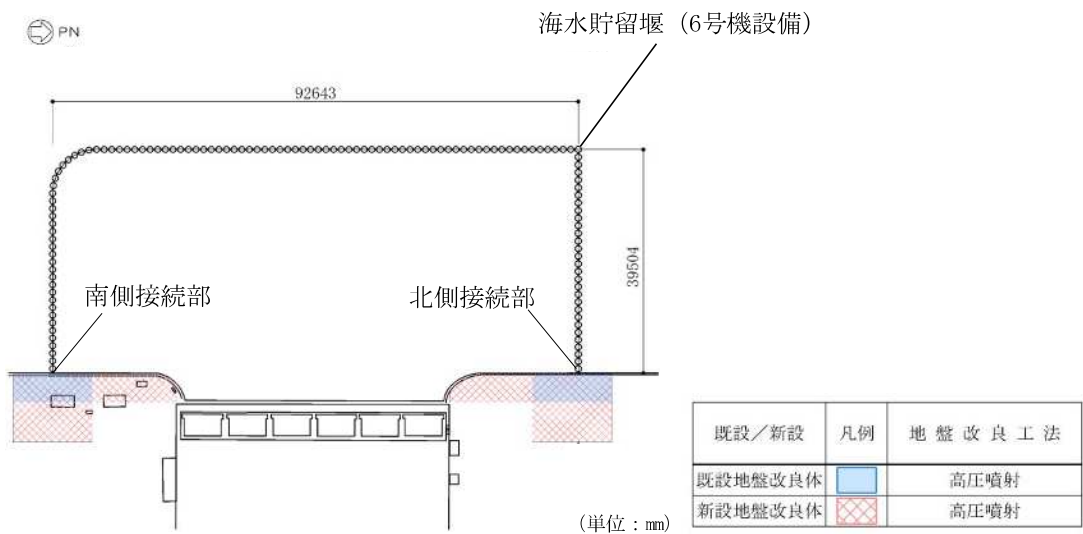 海水貯留堰（6号機設備）
PN
92643
39504
南側接続部
北側接続部
既設／新設 凡例 地盤改良工法
既設地盤改良体 高圧噴射
新設地盤改良体 高圧噴射
（単位：mm）